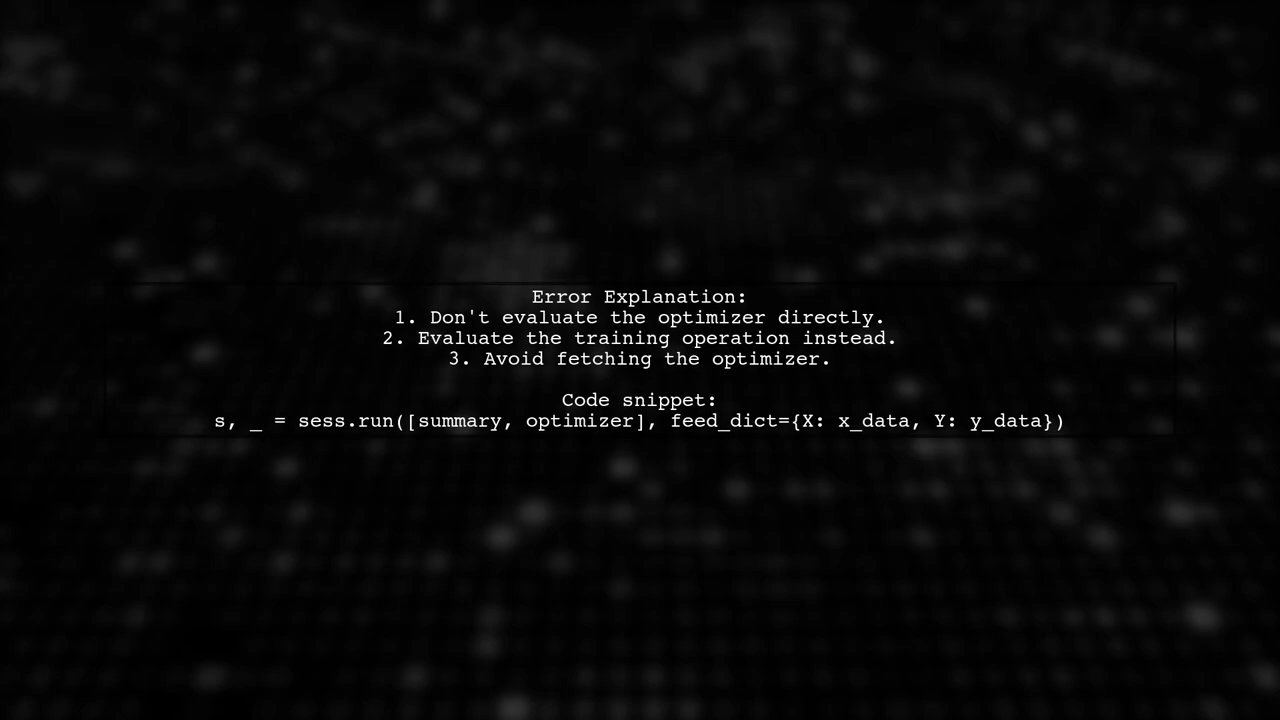 Error Explanation:
1. Don't evaluate the optimizer directly.
2. Evaluate the training operation instead.
3. Avoid fetching the optimizer.
Code snippet:
s, _ = sess.run([summary, optimizer], feed_dict={X: x_data, Y: y_data})